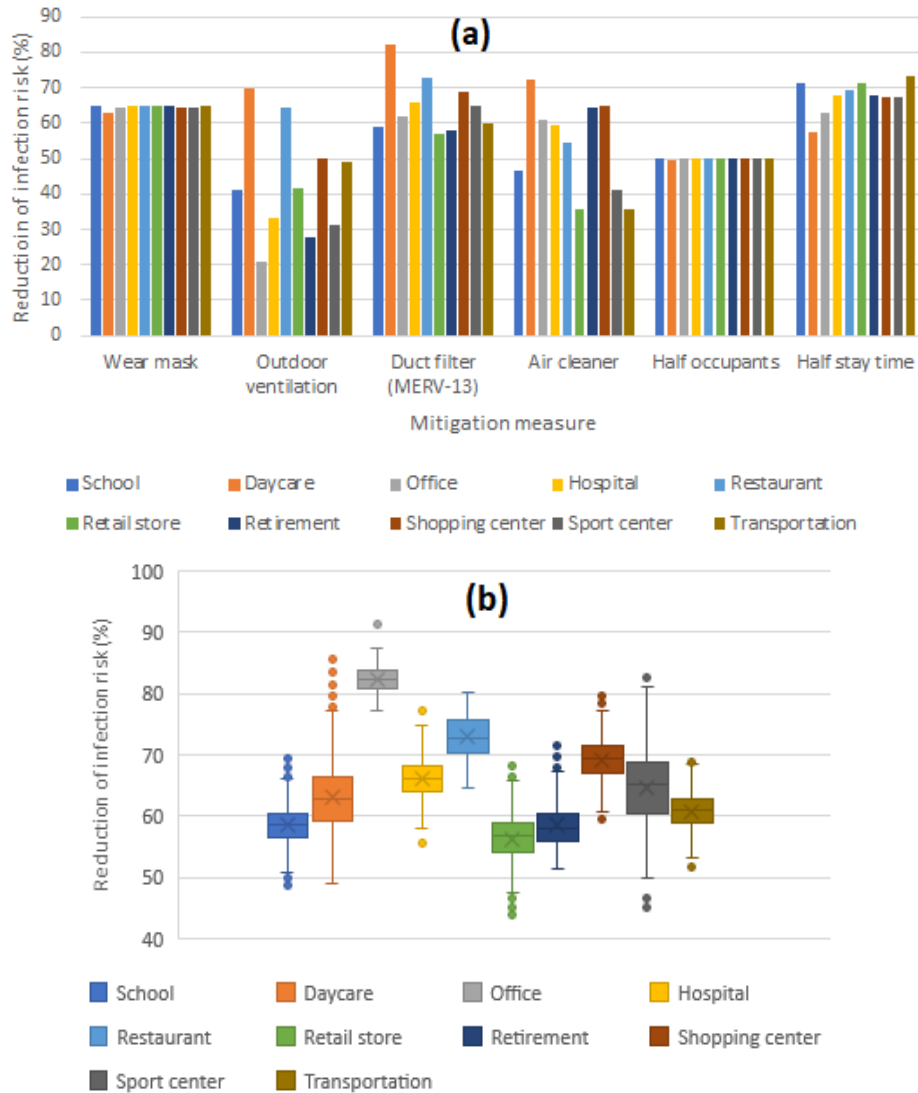 (a)
Reductioin of infection risk (%)
90
80
70
60
50
40
30
20
10
0
Wear mask
Outdoor ventilation
Duct filter (MERV-13)
Air cleaner
Half occupants
Half stay time
Mitigation measure
School Daycare Office Hospital Restaurant
Retail store Retirement Shopping center Sport center Transportation
(b)
Reduction of infection risk (%)
100
90
80
70
60
50
40
School Daycare Office Hospital
Restaurant Retail store Retirement Shopping center
Sport center Transportation